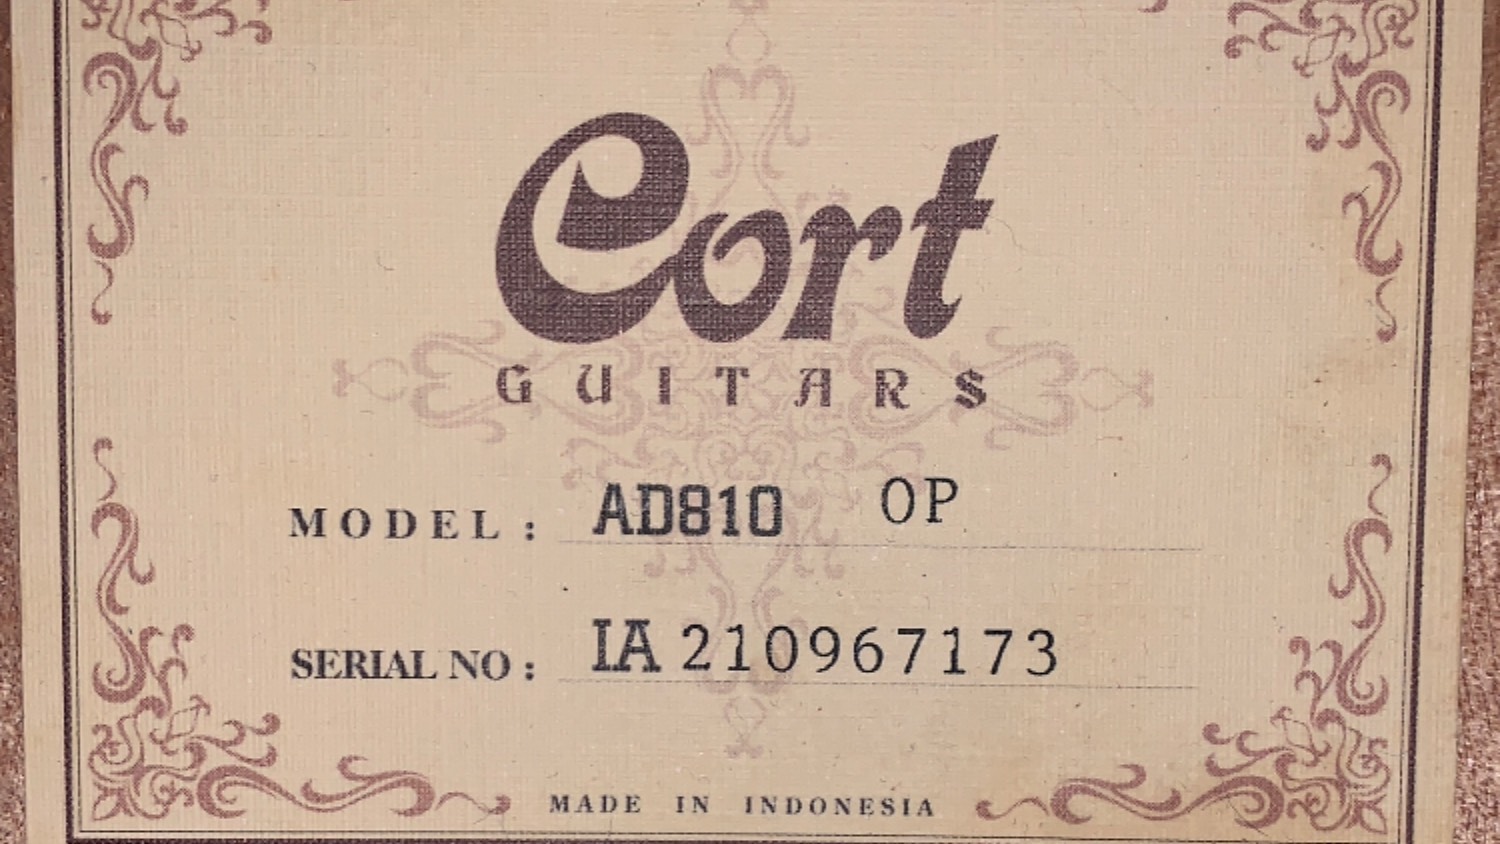 Cort
GUITARS
MODEL : AD810 OP
SERIAL NO : IA 210967173
MADE IN INDONESIA